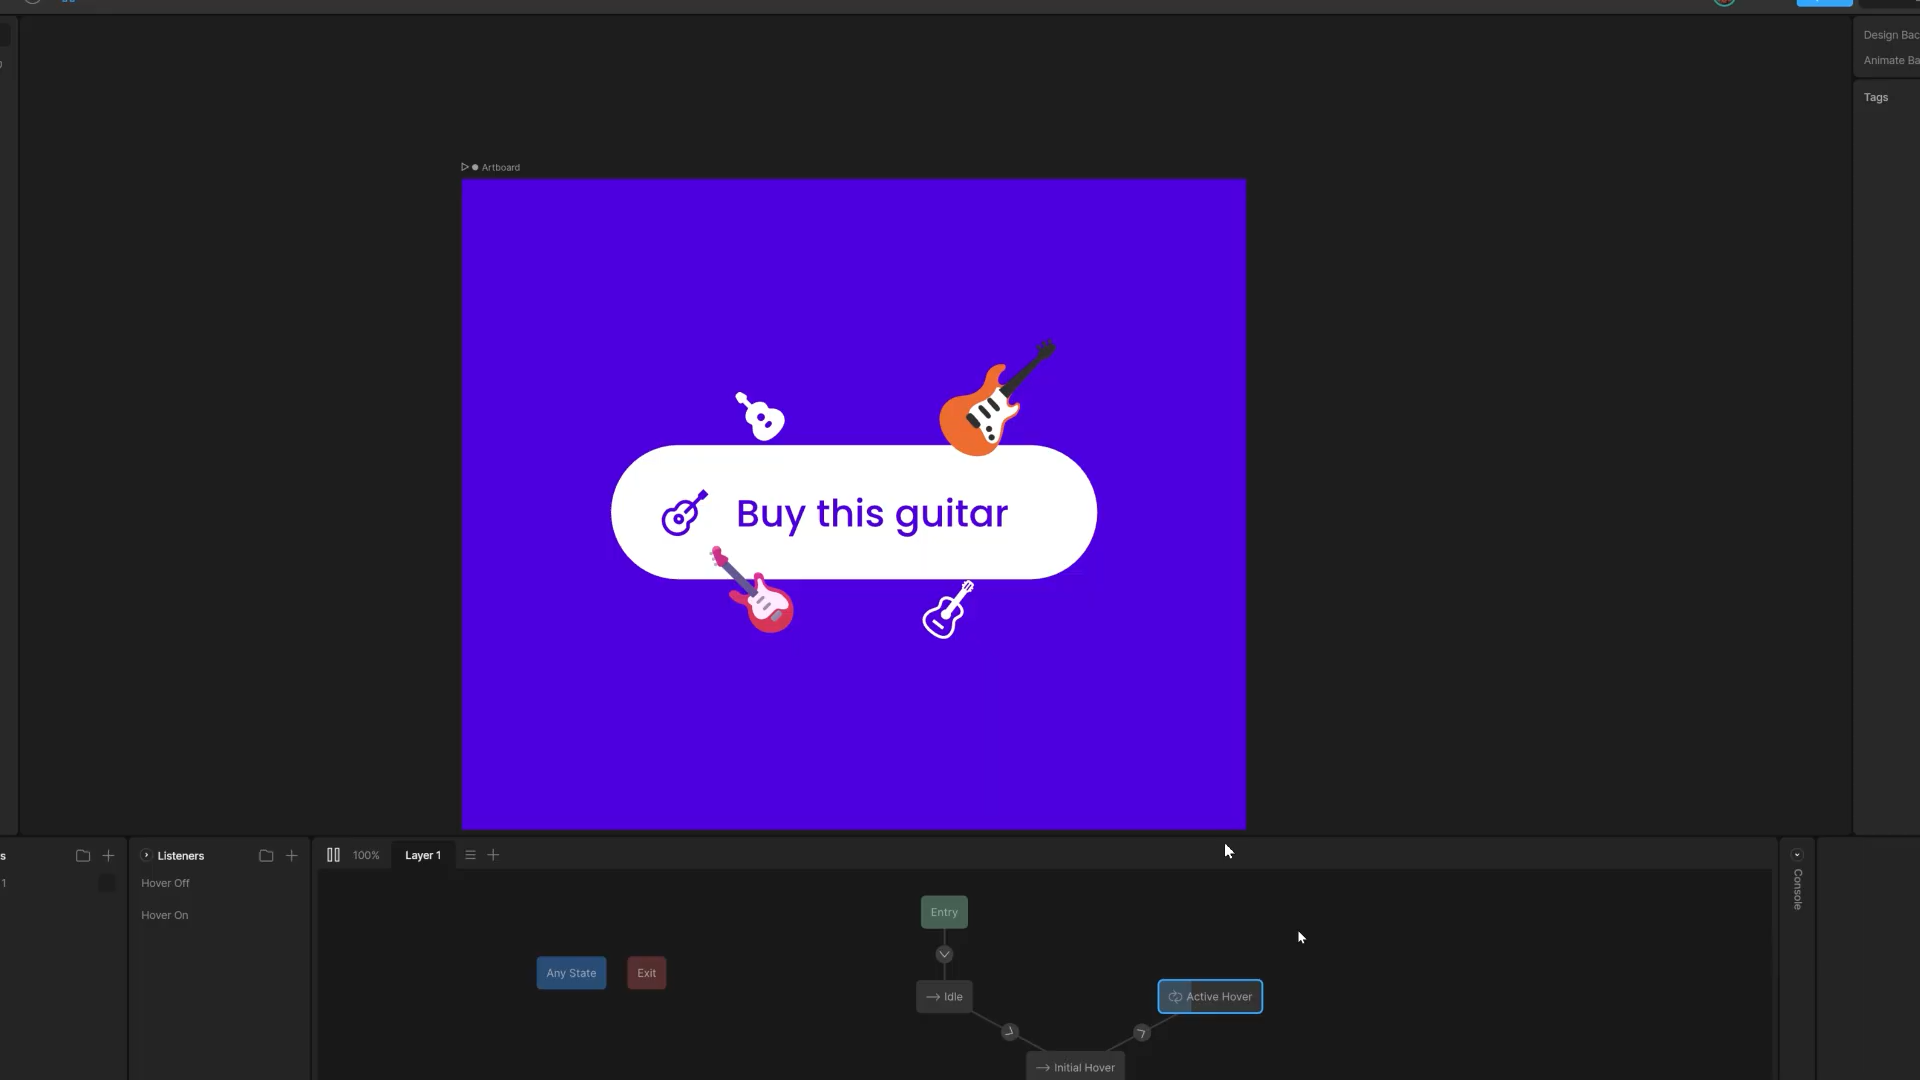 Design Bac
Animate Ba
Tags
Artboard
Buy this guitar
s
Listeners
100%
Layer 1
1
Hover Off
Hover On
Console
Entry
Any State
Exit
Idle
Active Hover
Initial Hover